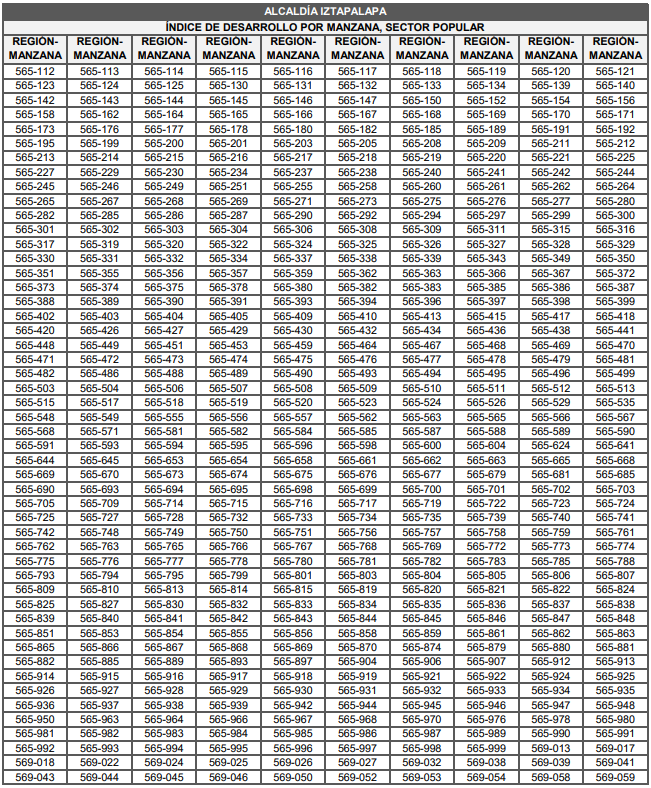 ALCALDÍA IZTAPALAPA
ÍNDICE DE DESARROLLO POR MANZANA, SECTOR POPULAR
REGIÓN- REGIÓN- REGIÓN- REGIÓN- REGIÓN- REGIÓN- REGIÓN- REGIÓN- REGIÓN- REGIÓN-
MANZANA MANZANA MANZANA MANZANA MANZANA MANZANA MANZANA MANZANA MANZANA MANZANA
565-112 565-113 565-114 565-115 565-116 565-117 565-118 565-119 565-120 565-121
565-123 565-124 565-125 565-130 565-131 565-132 565-133 565-134 565-139 565-140
565-142 565-143 565-144 565-145 565-146 565-147 565-150 565-152 565-154 565-156
565-158 565-162 565-164 565-165 565-166 565-167 565-168 565-169 565-170 565-171
565-173 565-176 565-177 565-178 565-180 565-182 565-185 565-189 565-191 565-192
565-195 565-199 565-200 565-201 565-203 565-205 565-208 565-209 565-211 565-212
565-213 565-214 565-215 565-216 565-217 565-218 565-219 565-220 565-221 565-225
565-227 565-229 565-230 565-234 565-237 565-238 565-240 565-241 565-242 565-244
565-245 565-246 565-249 565-251 565-255 565-258 565-260 565-261 565-262 565-264
565-265 565-267 565-268 565-269 565-271 565-273 565-275 565-276 565-277 565-280
565-282 565-285 565-286 565-287 565-290 565-292 565-294 565-297 565-299 565-300
565-301 565-302 565-303 565-304 565-306 565-308 565-309 565-311 565-315 565-316
565-317 565-319 565-320 565-322 565-324 565-325 565-326 565-327 565-328 565-329
565-330 565-331 565-332 565-334 565-337 565-338 565-339 565-343 565-349 565-350
565-351 565-355 565-356 565-357 565-359 565-362 565-363 565-366 565-367 565-372
565-373 565-374 565-375 565-378 565-380 565-382 565-383 565-385 565-386 565-387
565-388 565-389 565-390 565-391 565-393 565-394 565-396 565-397 565-398 565-399
565-402 565-403 565-404 565-405 565-409 565-410 565-413 565-415 565-417 565-418
565-420 565-426 565-427 565-429 565-430 565-432 565-434 565-436 565-438 565-441
565-448 565-449 565-451 565-453 565-459 565-464 565-467 565-468 565-469 565-470
565-471 565-472 565-473 565-474 565-475 565-476 565-477 565-478 565-479 565-481
565-482 565-486 565-488 565-489 565-490 565-493 565-494 565-495 565-496 565-499
565-503 565-504 565-506 565-507 565-508 565-509 565-510 565-511 565-512 565-513
565-515 565-517 565-518 565-519 565-520 565-523 565-524 565-526 565-529 565-535
565-548 565-549 565-555 565-556 565-557 565-562 565-563 565-565 565-566 565-567
565-568 565-571 565-581 565-582 565-584 565-585 565-587 565-588 565-589 565-590
565-591 565-593 565-594 565-595 565-596 565-598 565-600 565-604 565-624 565-641
565-644 565-645 565-653 565-654 565-658 565-661 565-662 565-663 565-665 565-668
565-669 565-670 565-673 565-674 565-675 565-676 565-677 565-679 565-681 565-685
565-690 565-693 565-694 565-695 565-698 565-699 565-700 565-701 565-702 565-703
565-705 565-709 565-714 565-715 565-716 565-717 565-719 565-722 565-723 565-724
565-725 565-727 565-728 565-732 565-733 565-734 565-735 565-739 565-740 565-741
565-742 565-748 565-749 565-750 565-751 565-756 565-757 565-758 565-759 565-761
565-762 565-763 565-765 565-766 565-767 565-768 565-769 565-772 565-773 565-774
565-775 565-776 565-777 565-778 565-780 565-781 565-782 565-783 565-785 565-788
565-793 565-794 565-795 565-799 565-801 565-803 565-804 565-805 565-806 565-807
565-809 565-810 565-813 565-814 565-815 565-819 565-820 565-821 565-822 565-824
565-825 565-827 565-830 565-832 565-833 565-834 565-835 565-836 565-837 565-838
565-839 565-840 565-841 565-842 565-843 565-844 565-845 565-846 565-847 565-848
565-851 565-853 565-854 565-855 565-856 565-858 565-859 565-861 565-862 565-863
565-865 565-866 565-867 565-868 565-869 565-870 565-874 565-879 565-880 565-881
565-882 565-885 565-889 565-893 565-897 565-904 565-906 565-907 565-912 565-913
565-914 565-915 565-916 565-917 565-918 565-919 565-921 565-922 565-924 565-925
565-926 565-927 565-928 565-929 565-930 565-931 565-932 565-933 565-934 565-935
565-936 565-937 565-938 565-939 565-942 565-944 565-945 565-946 565-947 565-948
565-950 565-963 565-964 565-966 565-967 565-968 565-970 565-976 565-978 565-980
565-981 565-982 565-983 565-984 565-985 565-986 565-987 565-989 565-990 565-991
565-992 565-993 565-994 565-995 565-996 565-997 565-998 565-999 569-013 569-017
569-018 569-022 569-024 569-025 569-026 569-027 569-032 569-038 569-039 569-041
569-043 569-044 569-045 569-046 569-050 569-052 569-053 569-054 569-058 569-059